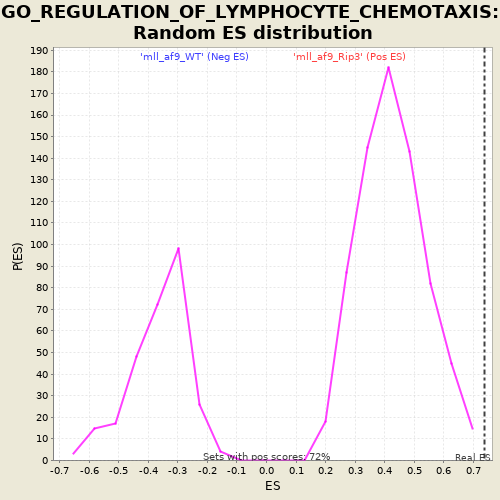 GO_REGULATION_OF_LYMPHOCYTE_CHEMOTAXIS:
Random ES distribution
'mll_af9_WT' (Neg ES) 'mll_af9_Rip3' (Pos ES)
190
180
170
160
150
140
130
120
110
100
90
80
70
60
50
40
30
20
10
0
P(ES)
Sets with pos scores: 72%
Real ES
-0.7 -0.6 -0.5 -0.4 -0.3 -0.2 -0.1 0.0 0.1 0.2 0.3 0.4 0.5 0.6 0.7
ES